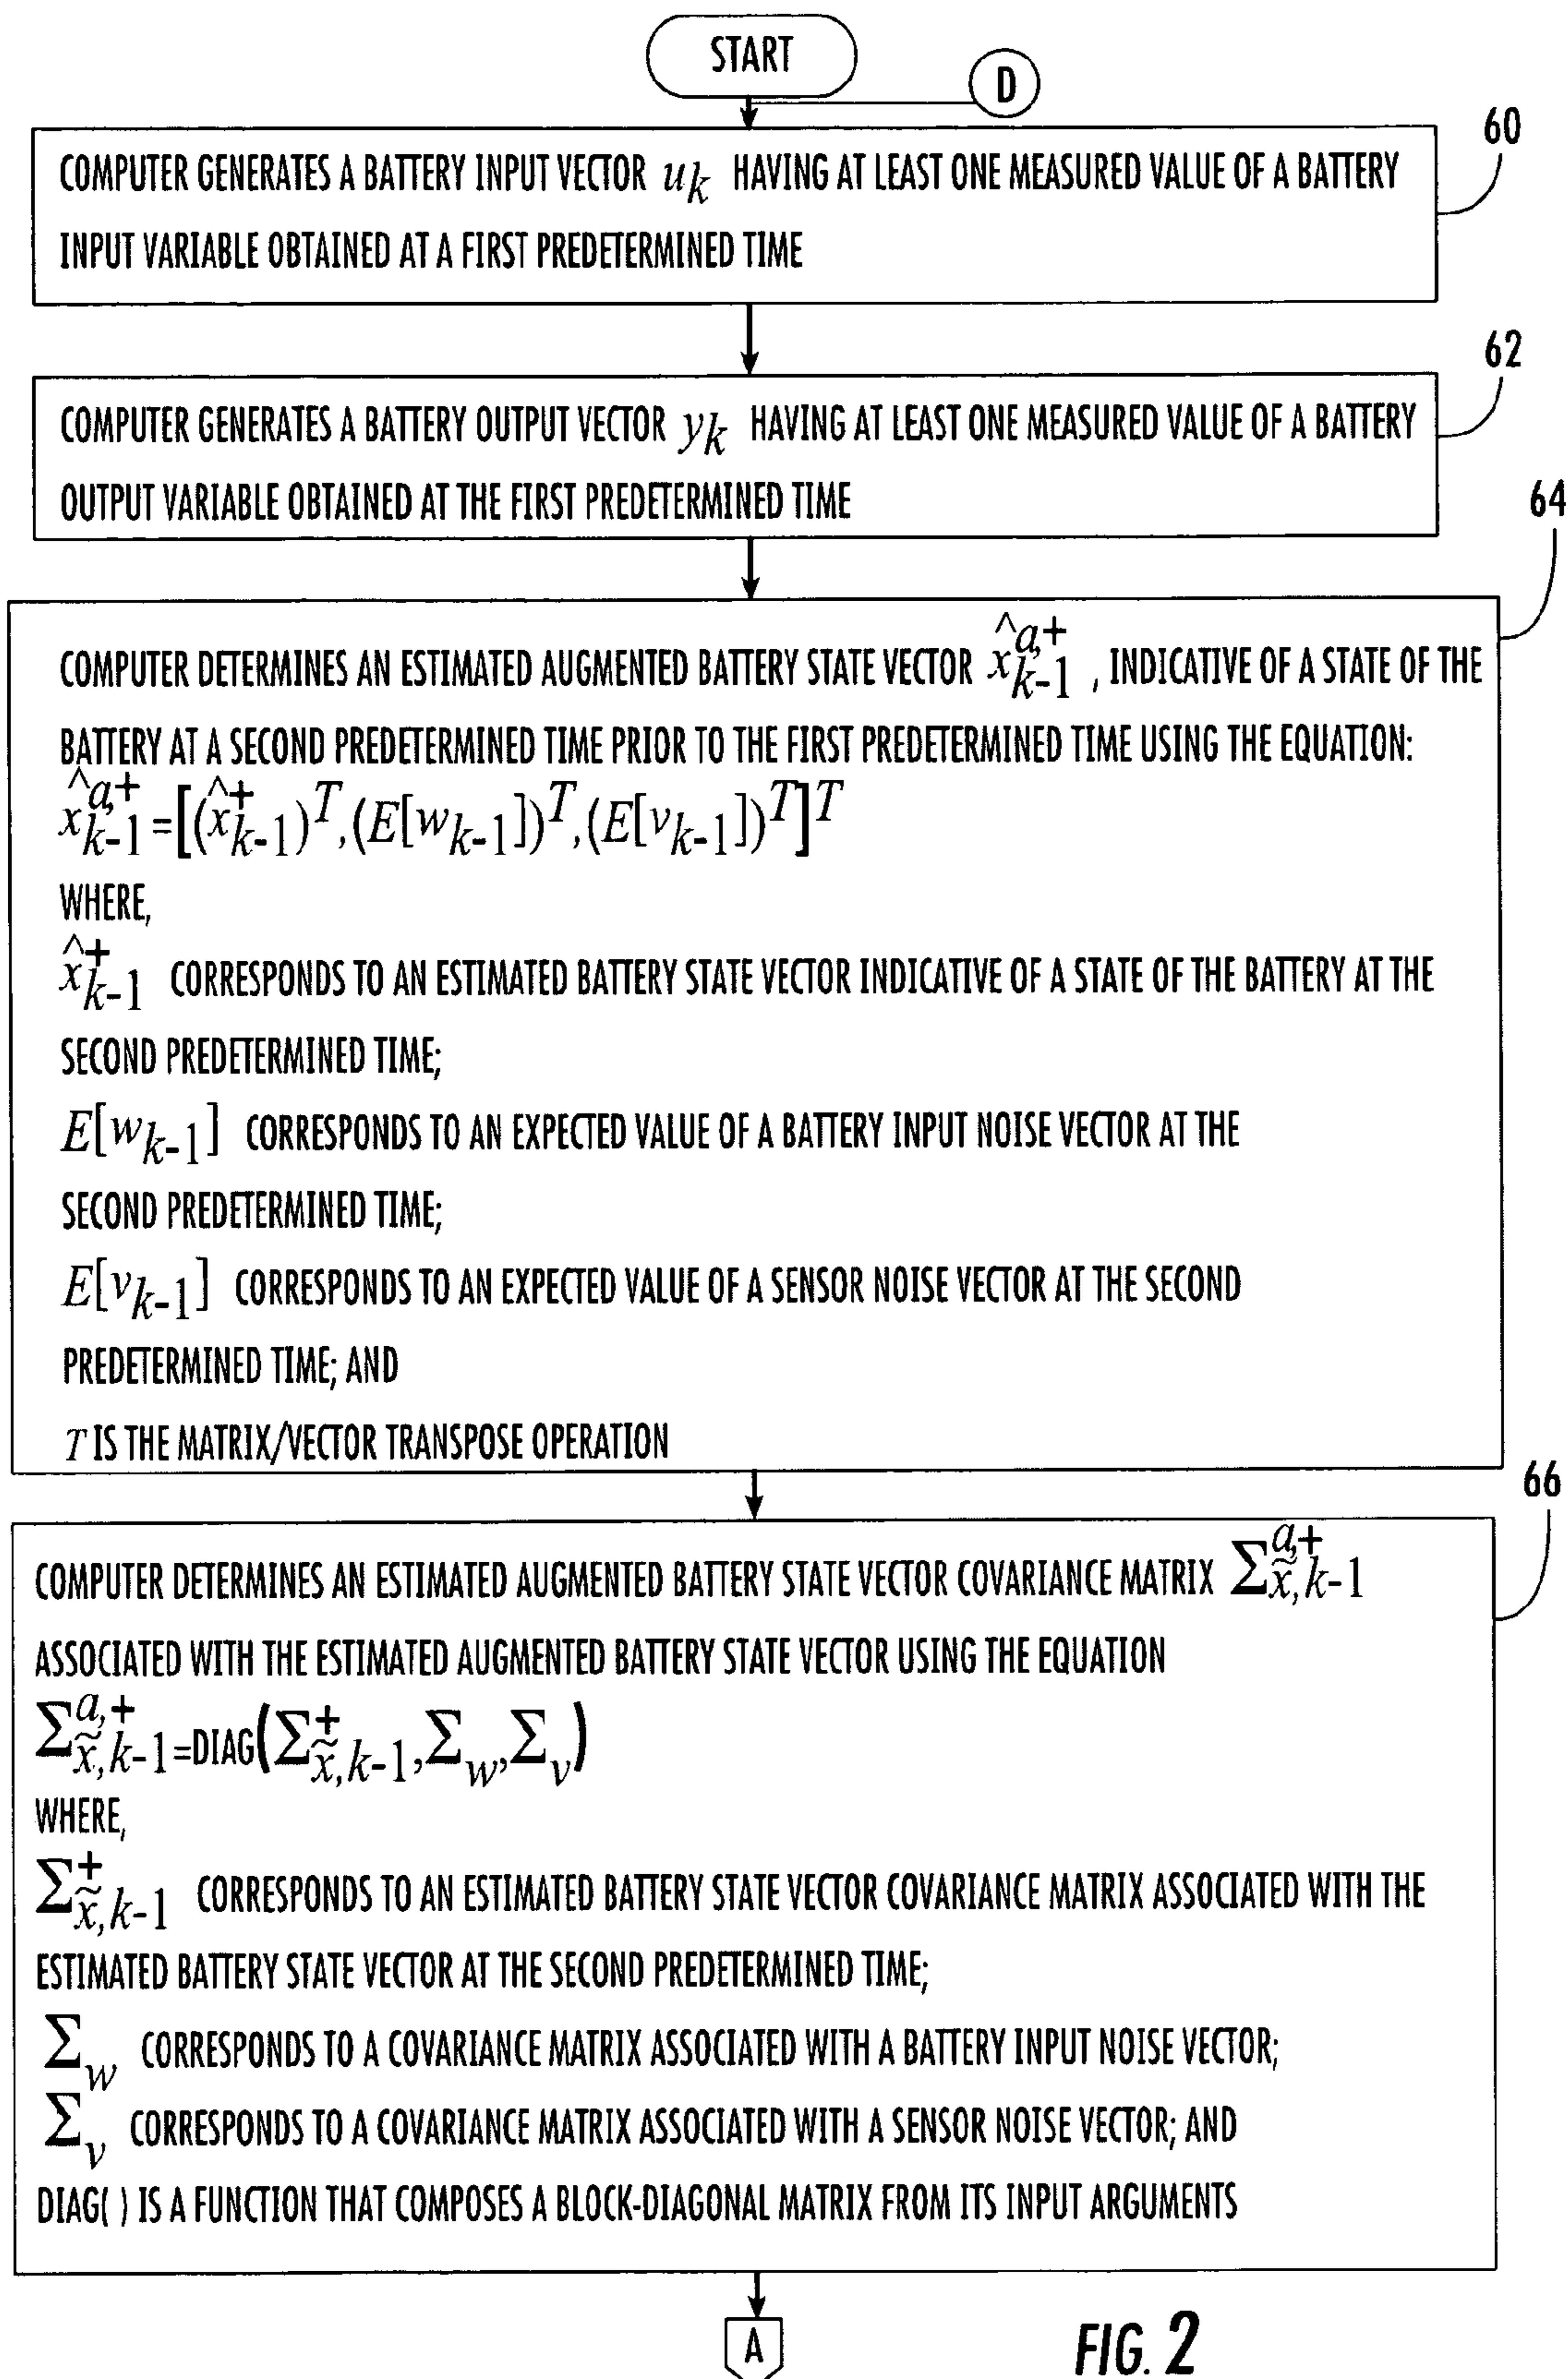 START
D
60
COMPUTER GENERATES A BATTERY INPUT VECTOR u_k HAVING AT LEAST ONE MEASURED VALUE OF A BATTERY
INPUT VARIABLE OBTAINED AT A FIRST PREDETERMINED TIME
62
COMPUTER GENERATES A BATTERY OUTPUT VECTOR y_k HAVING AT LEAST ONE MEASURED VALUE OF A BATTERY
OUTPUT VARIABLE OBTAINED AT THE FIRST PREDETERMINED TIME
64
COMPUTER DETERMINES AN ESTIMATED AUGMENTED BATTERY STATE VECTOR x̂_{k-1}^{a,+} , INDICATIVE OF A STATE OF THE
BATTERY AT A SECOND PREDETERMINED TIME PRIOR TO THE FIRST PREDETERMINED TIME USING THE EQUATION:
x̂_{k-1}^{a,+}=[(x̂_{k-1}^+)^T,(E[w_{k-1}])^T,(E[v_{k-1}])^T]^T
WHERE,
x̂_{k-1}^+ CORRESPONDS TO AN ESTIMATED BATTERY STATE VECTOR INDICATIVE OF A STATE OF THE BATTERY AT THE
SECOND PREDETERMINED TIME;
E[w_{k-1}] CORRESPONDS TO AN EXPECTED VALUE OF A BATTERY INPUT NOISE VECTOR AT THE
SECOND PREDETERMINED TIME;
E[v_{k-1}] CORRESPONDS TO AN EXPECTED VALUE OF A SENSOR NOISE VECTOR AT THE SECOND
PREDETERMINED TIME; AND
T IS THE MATRIX/VECTOR TRANSPOSE OPERATION
66
COMPUTER DETERMINES AN ESTIMATED AUGMENTED BATTERY STATE VECTOR COVARIANCE MATRIX Σ_{x̃,k-1}^{a,+}
ASSOCIATED WITH THE ESTIMATED AUGMENTED BATTERY STATE VECTOR USING THE EQUATION
Σ_{x̃,k-1}^{a,+}=DIAG(Σ_{x̃,k-1}^+,Σ_w,Σ_v)
WHERE,
Σ_{x̃,k-1}^+ CORRESPONDS TO AN ESTIMATED BATTERY STATE VECTOR COVARIANCE MATRIX ASSOCIATED WITH THE
ESTIMATED BATTERY STATE VECTOR AT THE SECOND PREDETERMINED TIME;
Σ_w CORRESPONDS TO A COVARIANCE MATRIX ASSOCIATED WITH A BATTERY INPUT NOISE VECTOR;
Σ_v CORRESPONDS TO A COVARIANCE MATRIX ASSOCIATED WITH A SENSOR NOISE VECTOR; AND
DIAG( ) IS A FUNCTION THAT COMPOSES A BLOCK-DIAGONAL MATRIX FROM ITS INPUT ARGUMENTS
A
FIG. 2